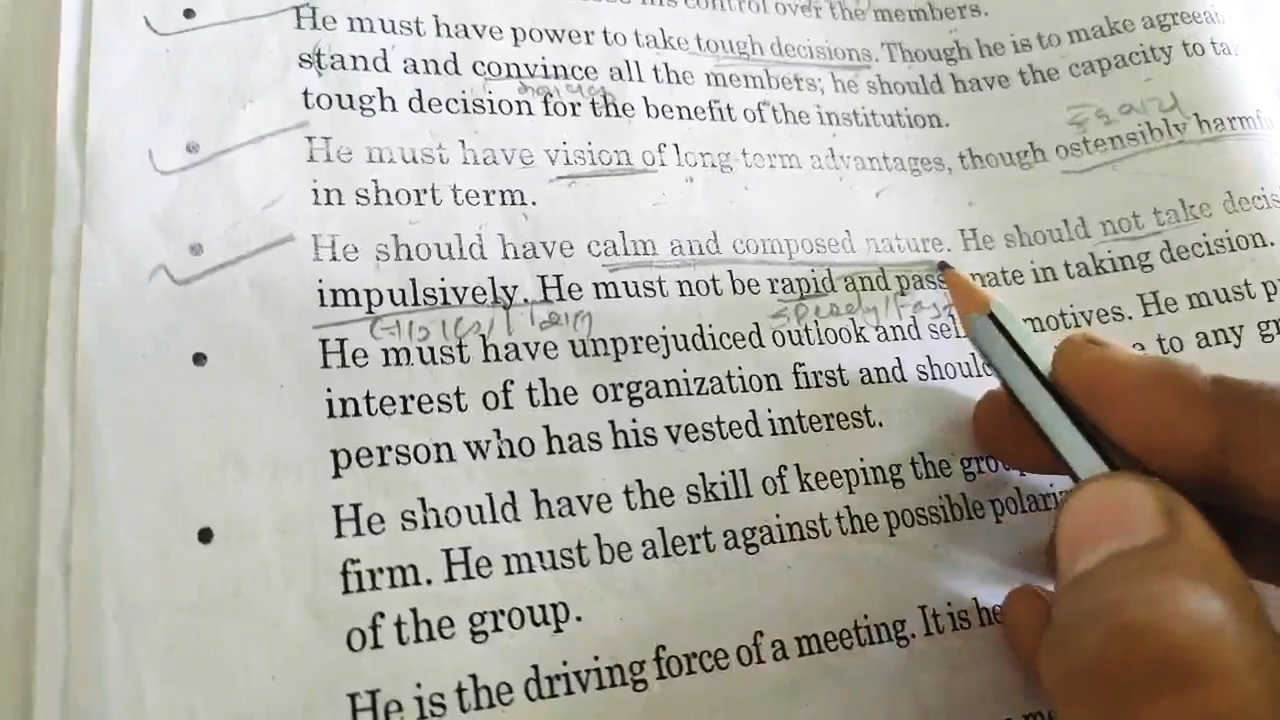 his control over the members.
He must have power to take tough decisions. Though he is to make agreeab
stand and convince all the members; he should have the capacity to ta
tough decision for the benefit of the institution.
He must have vision of long term advantages, though ostensibly harmfu
in short term.
He should have calm and composed nature. He should not take decis
impulsively. He must not be rapid and pass nate in taking decision.
speedy/Fast
He must have unprejudiced outlook and sel motives. He must p
interest of the organization first and should to any g
person who has his vested interest.
He should have the skill of keeping the gro
firm. He must be alert against the possible polariz
of the group.
He is the driving force of a meeting. It is he